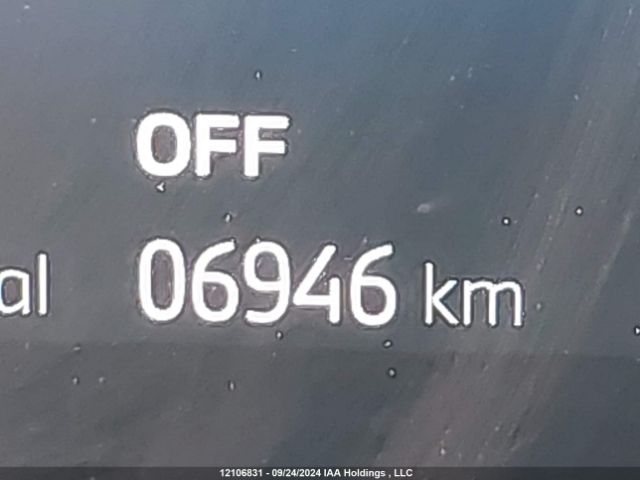 OFF
al 06946 km
12106831 - 09/24/2024 IAA Holdings , LLC